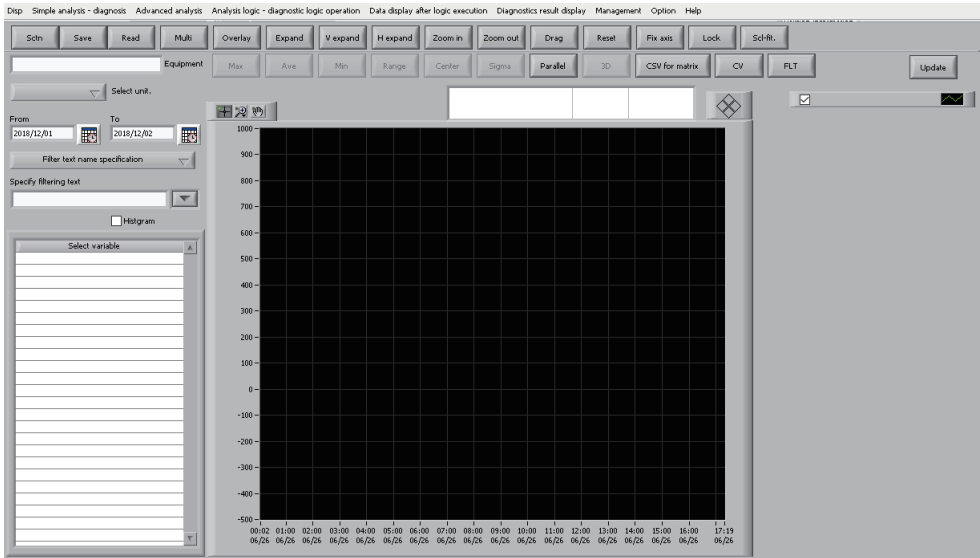 Disp Simple analysis - diagnosis Advanced analysis Analysis logic - diagnostic logic operation Data display after logic execution Diagnostics result display Management Option Help
Sctn Save Read Multi Overlay Expand V expand H expand Zoom in Zoom out Drag Reset Fix axis Lock Scl-fit.
Equipment Max Ave Min Range Center Sigma Parallel 3D CSV for matrix CV FLT Update
Select unit.
From To
2018/12/01 2018/12/02
Filter text name specification
Specify filtering text
Histgram
Select variable
1000
900
800
700
600
500
400
300
200
100
0
-100
-200
-300
-400
-500
00:02 01:00 02:00 03:00 04:00 05:00 06:00 07:00 08:00 09:00 10:00 11:00 12:00 13:00 14:00 15:00 16:00 17:19
06/26 06/26 06/26 06/26 06/26 06/26 06/26 06/26 06/26 06/26 06/26 06/26 06/26 06/26 06/26 06/26 06/26 06/26